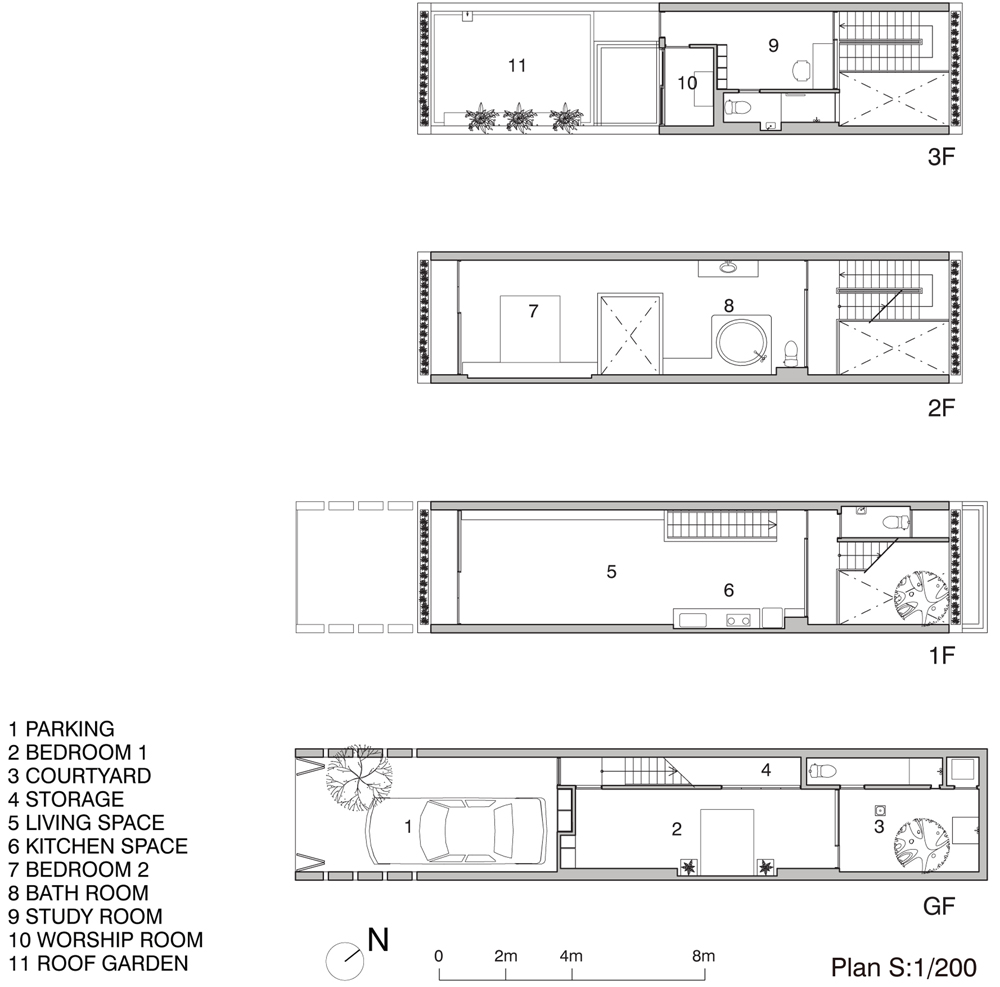 11
10
9
3F
7
8
2F
5
6
1F
1 PARKING
2 BEDROOM 1
3 COURTYARD
4 STORAGE
5 LIVING SPACE
6 KITCHEN SPACE
7 BEDROOM 2
8 BATH ROOM
9 STUDY ROOM
10 WORSHIP ROOM
11 ROOF GARDEN
1
2
4
3
GF
N
0 2m 4m 8m
Plan S:1/200